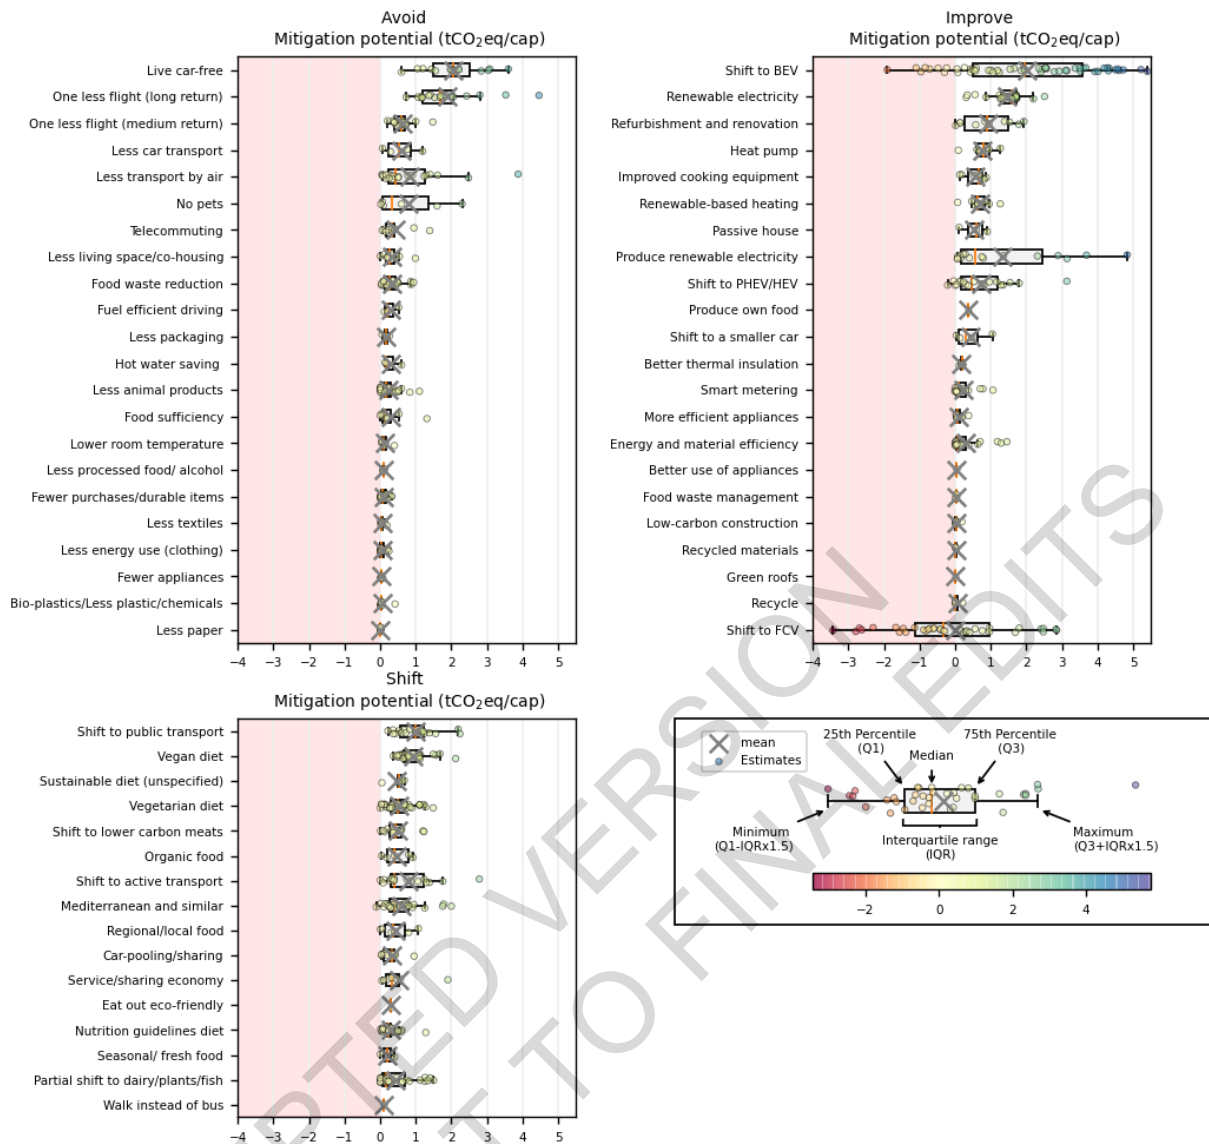 Avoid
Mitigation potential (tCO2eq/cap)
Live car-free
One less flight (long return)
One less flight (medium return)
Less car transport
Less transport by air
No pets
Telecommuting
Less living space/co-housing
Food waste reduction
Fuel efficient driving
Less packaging
Hot water saving
Less animal products
Food sufficiency
Lower room temperature
Less processed food/ alcohol
Fewer purchases/durable items
Less textiles
Less energy use (clothing)
Fewer appliances
Bio-plastics/Less plastic/chemicals
Less paper
−4 −3 −2 −1 0 1 2 3 4 5
Improve
Mitigation potential (tCO2eq/cap)
Shift to BEV
Renewable electricity
Refurbishment and renovation
Heat pump
Improved cooking equipment
Renewable-based heating
Passive house
Produce renewable electricity
Shift to PHEV/HEV
Produce own food
Shift to a smaller car
Better thermal insulation
Smart metering
More efficient appliances
Energy and material efficiency
Better use of appliances
Food waste management
Low-carbon construction
Recycled materials
Green roofs
Recycle
Shift to FCV
−4 −3 −2 −1 0 1 2 3 4 5
Shift
Mitigation potential (tCO2eq/cap)
Shift to public transport
Vegan diet
Sustainable diet (unspecified)
Vegetarian diet
Shift to lower carbon meats
Organic food
Shift to active transport
Mediterranean and similar
Regional/local food
Car-pooling/sharing
Service/sharing economy
Eat out eco-friendly
Nutrition guidelines diet
Seasonal/ fresh food
Partial shift to dairy/plants/fish
Walk instead of bus
−4 −3 −2 −1 0 1 2 3 4 5
mean
Estimates
25th Percentile
(Q1)
Median
75th Percentile
(Q3)
Minimum
(Q1-IQRx1.5)
Interquartile range
(IQR)
Maximum
(Q3+IQRx1.5)
−2 0 2 4
PTED VERSION
T TO FINAL EDITS